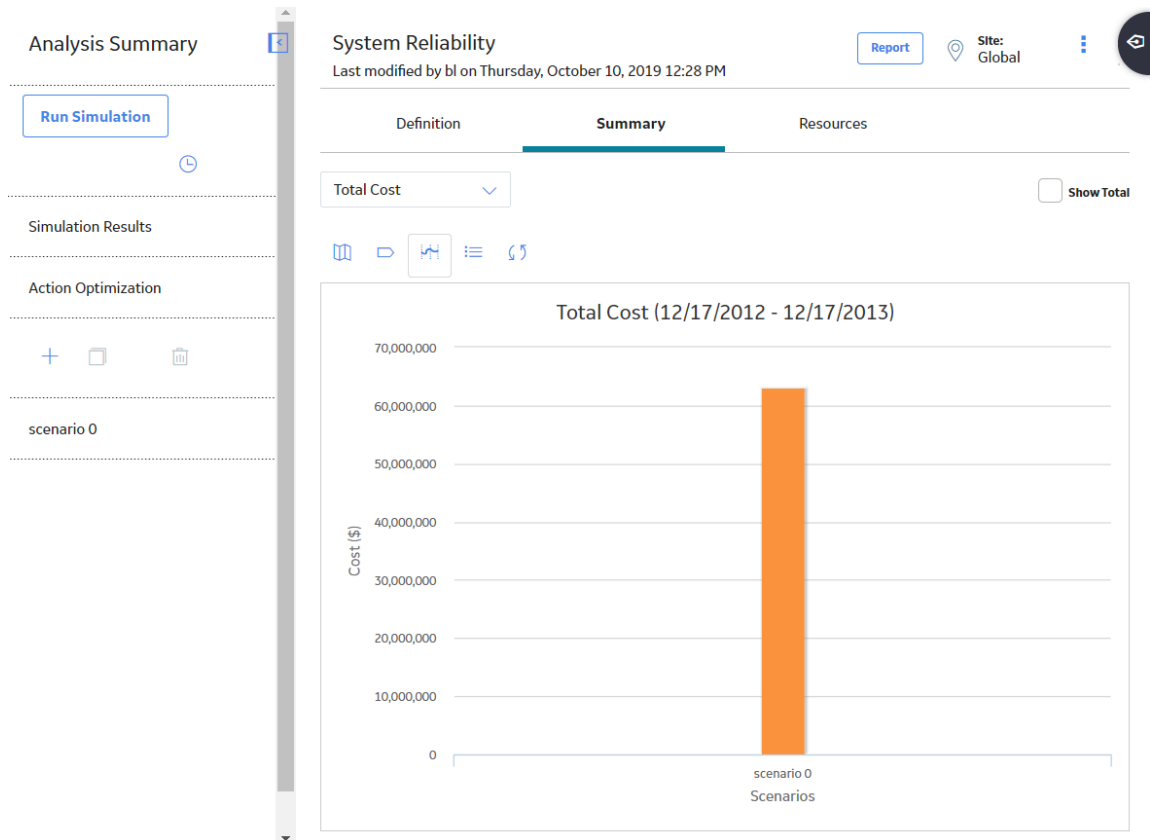 Analysis Summary
Run Simulation
Simulation Results
Action Optimization
scenario 0
System Reliability
Last modified by bl on Thursday, October 10, 2019 12:28 PM
Report
Site:
Global
Definition
Summary
Resources
Total Cost
Show Total
Total Cost (12/17/2012 - 12/17/2013)
70,000,000
60,000,000
50,000,000
40,000,000
30,000,000
20,000,000
10,000,000
0
Cost ($)
scenario 0
Scenarios